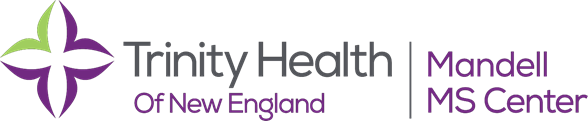 Trinity Health
Of New England
Mandell
MS Center